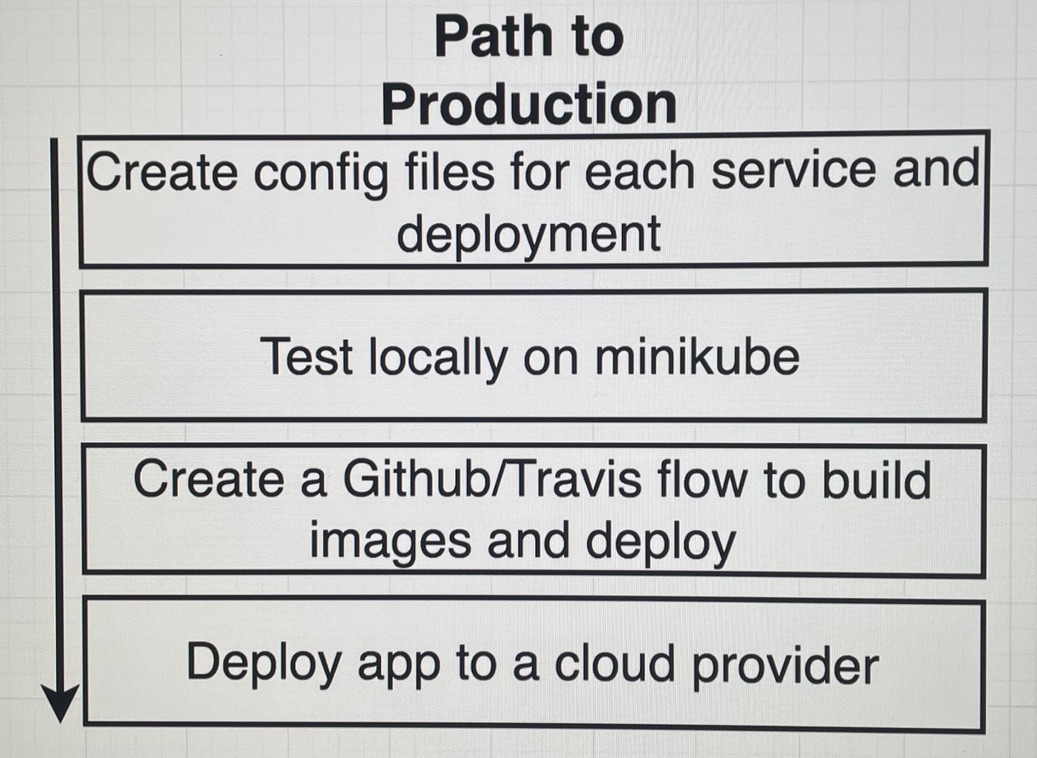 Path to
Production
Create config files for each service and
deployment
Test locally on minikube
Create a Github/Travis flow to build
images and deploy
Deploy app to a cloud provider